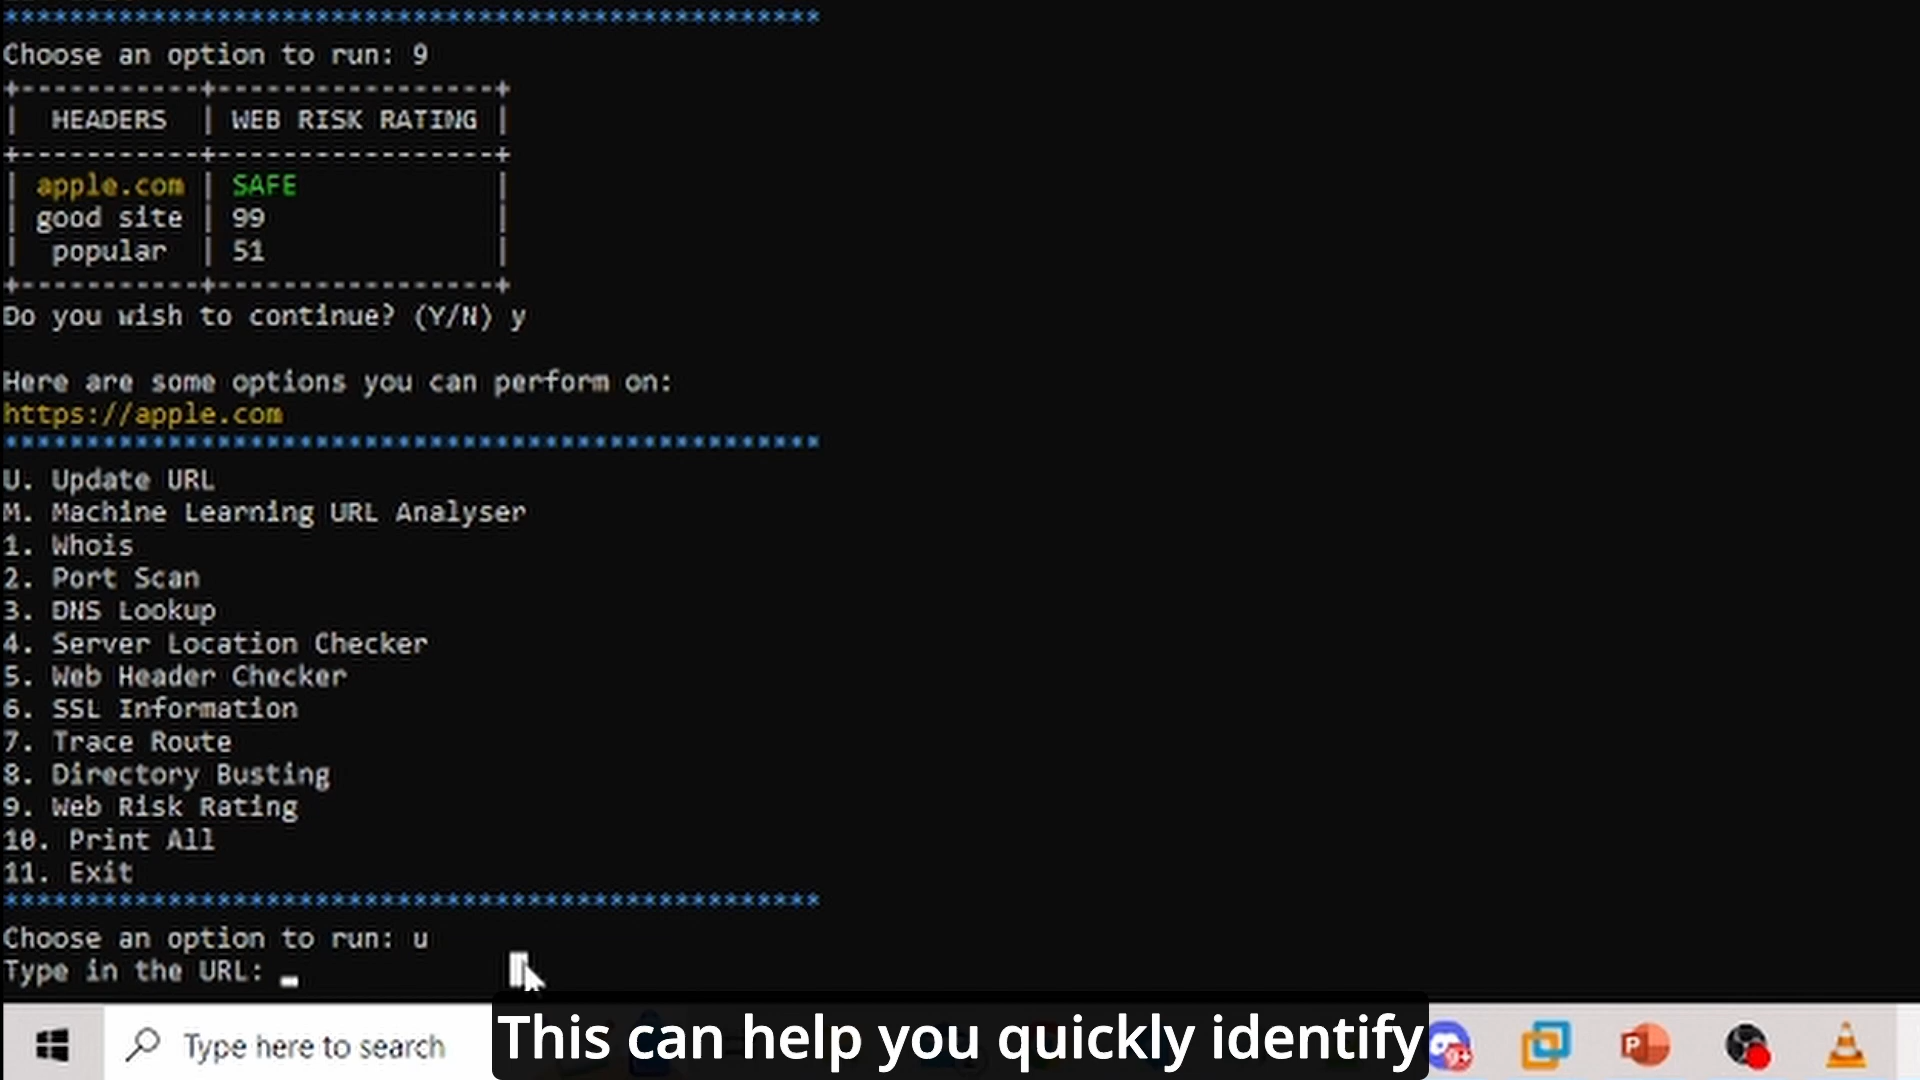 **************************************************
Choose an option to run: 9
+-----------+-----------------+
| HEADERS | WEB RISK RATING |
+-----------+-----------------+
| apple.com | SAFE |
| good site | 99 |
| popular | 51 |
+-----------+-----------------+
Do you wish to continue? (Y/N) y
Here are some options you can perform on:
https://apple.com
**************************************************
U. Update URL
M. Machine Learning URL Analyser
1. Whois
2. Port Scan
3. DNS Lookup
4. Server Location Checker
5. Web Header Checker
6. SSL Information
7. Trace Route
8. Directory Busting
9. Web Risk Rating
10. Print All
11. Exit
**************************************************
Choose an option to run: u
Type in the URL:
Type here to search
This can help you quickly identify
9+
P